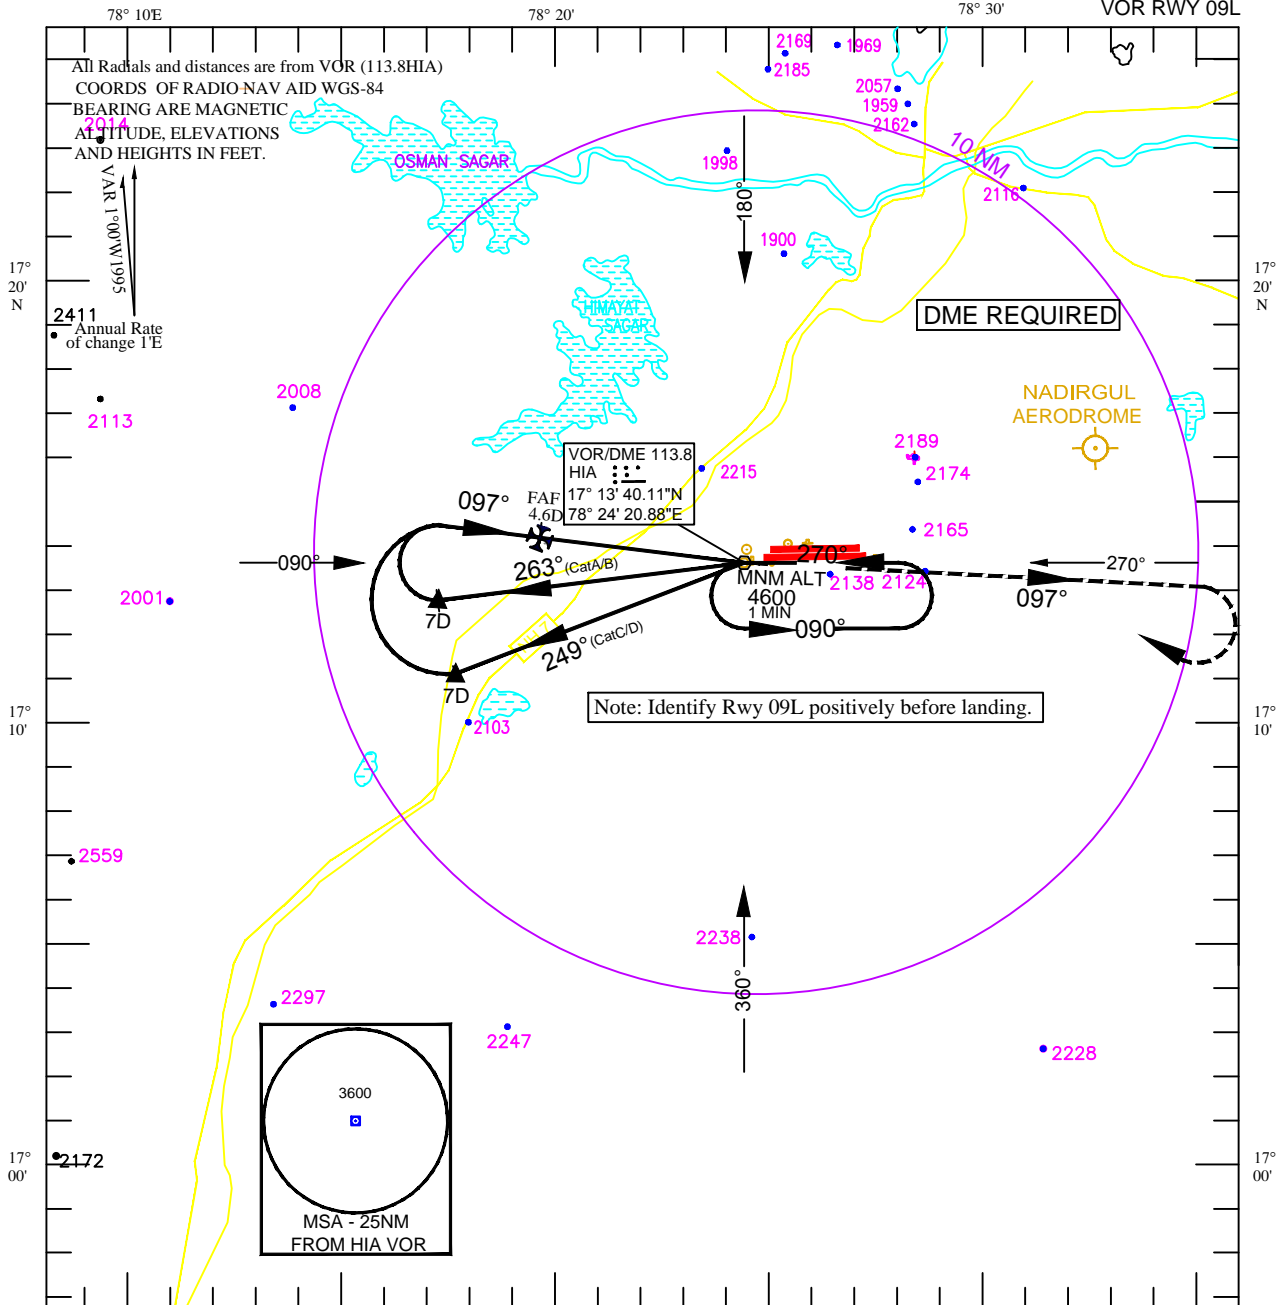 VOR RWY 09L
78° 10'E
78° 20'
78° 30'
All Radials and distances are from VOR (113.8HIA)
COORDS OF RADIO NAV AID WGS-84
BEARING ARE MAGNETIC
ALTITUDE, ELEVATIONS
AND HEIGHTS IN FEET.
2014
VAR 1°00'W1995
Annual Rate
of change 1'E
2169
1969
2185
2057
1959
2162
OSMAN SAGAR
1998
10 NM
2116
180°
1900
17°
20'
N
17°
20'
N
2411
HIMAYAT
SAGAR
DME REQUIRED
2008
2113
NADIRGUL
AERODROME
2189
2174
2215
VOR/DME 113.8
HIA
17° 13' 40.11"N
78° 24' 20.88"E
097°
FAF
4.6D
2165
090°
263° (CatA/B)
270°
270°
MNM ALT
4600
1 MIN
2138
2124
097°
2001
7D
090°
249° (CatC/D)
7D
Note: Identify Rwy 09L positively before landing.
17°
10'
17°
10'
2103
2559
2238
360°
2297
2247
2228
3600
2172
17°
00'
17°
00'
MSA - 25NM
FROM HIA VOR